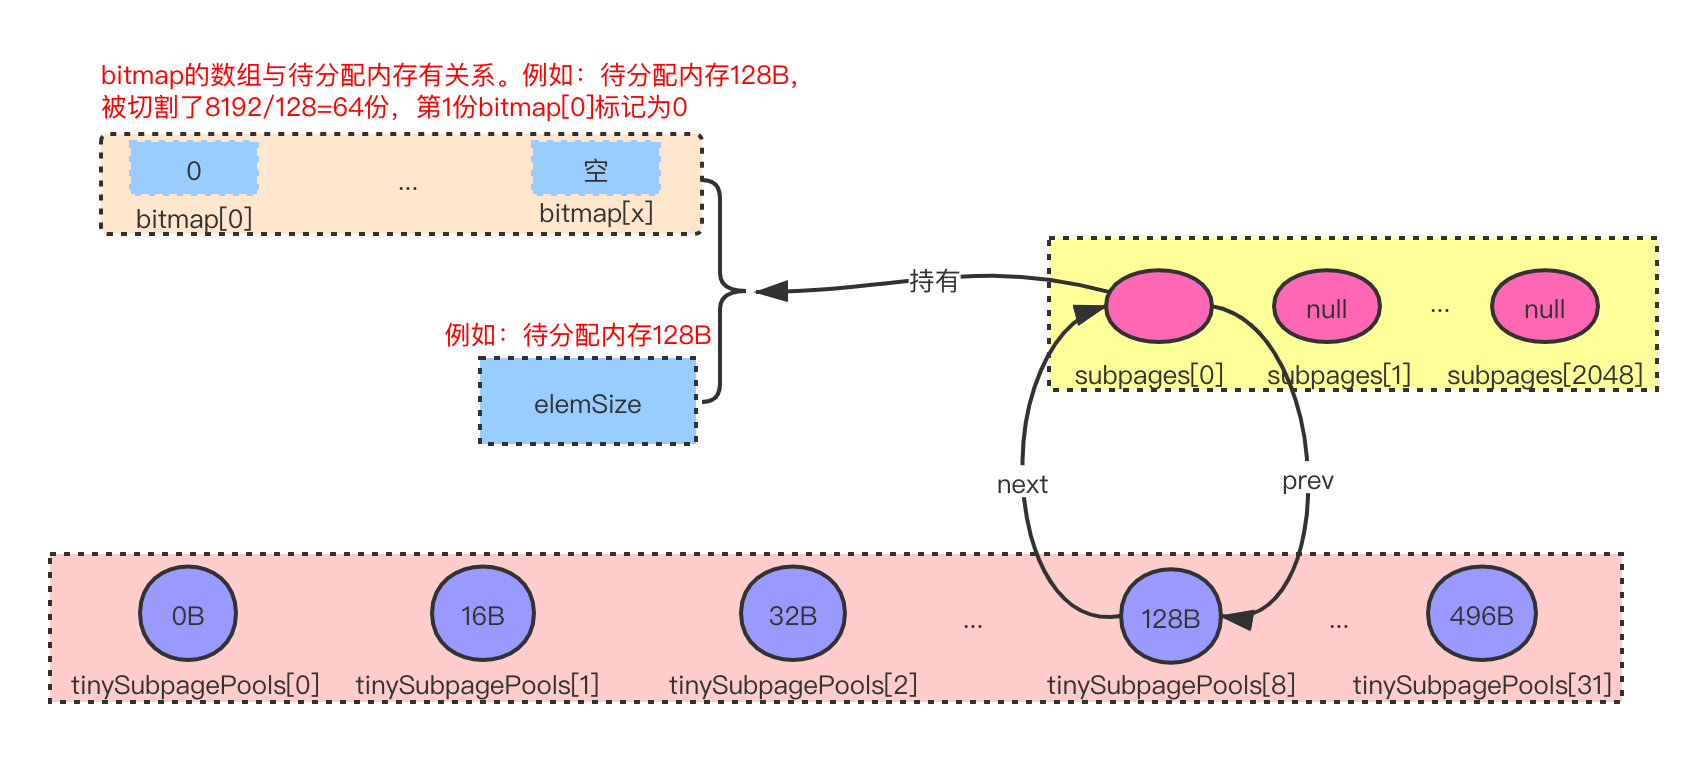 bitmap的数组与待分配内存有关系。例如：待分配内存128B，
被切割了8192/128=64份，第1份bitmap[0]标记为0
0
...
空
bitmap[0]
bitmap[x]
持有
null
...
null
例如：待分配内存128B
subpages[0]
subpages[1]
subpages[2048]
elemSize
next
prev
0B
16B
32B
...
128B
...
496B
tinySubpagePools[0]
tinySubpagePools[1]
tinySubpagePools[2]
tinySubpagePools[8]
tinySubpagePools[31]